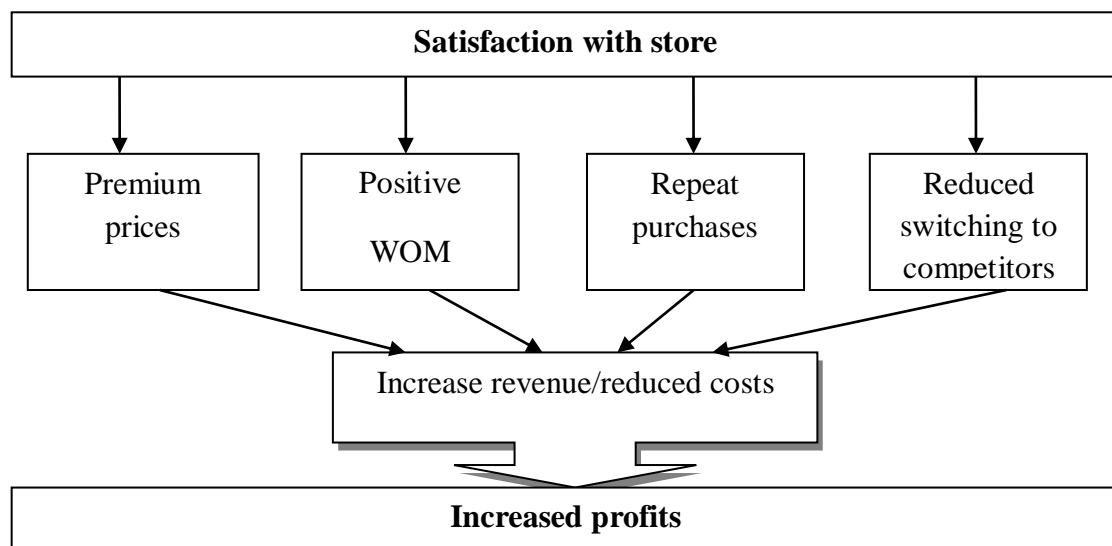 Satisfaction with store
Premium
prices
Positive
WOM
Repeat
purchases
Reduced
switching to
competitors
Increase revenue/reduced costs
Increased profits